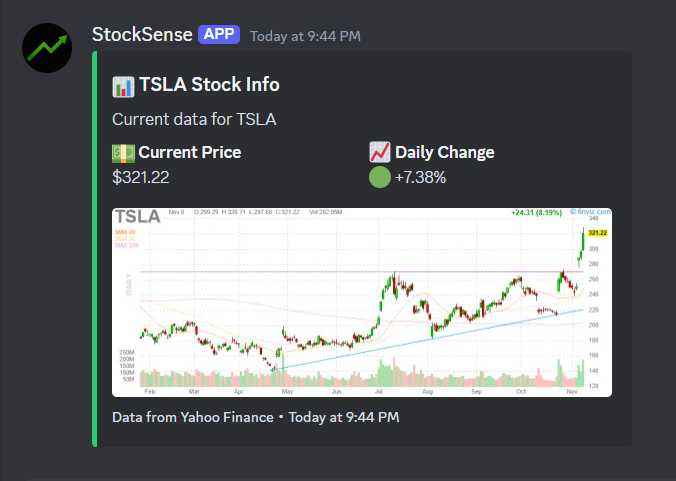 StockSense APP Today at 9:44 PM
TSLA Stock Info
Current data for TSLA
Current Price
Daily Change
$321.22
+7.38%
TSLA Nov 8 O:299.29 H:328.71 L:297.66 C:321.22 Vol:202.95M +24.31 (8.19%) © finviz.com
SMA 20
SMA 50
SMA 200
DAILY
340
321.22
300
280
260
240
220
200
180
160
140
120
250M
200M
150M
100M
50M
Feb Mar Apr May Jun Jul Aug Sep Oct Nov
Data from Yahoo Finance • Today at 9:44 PM